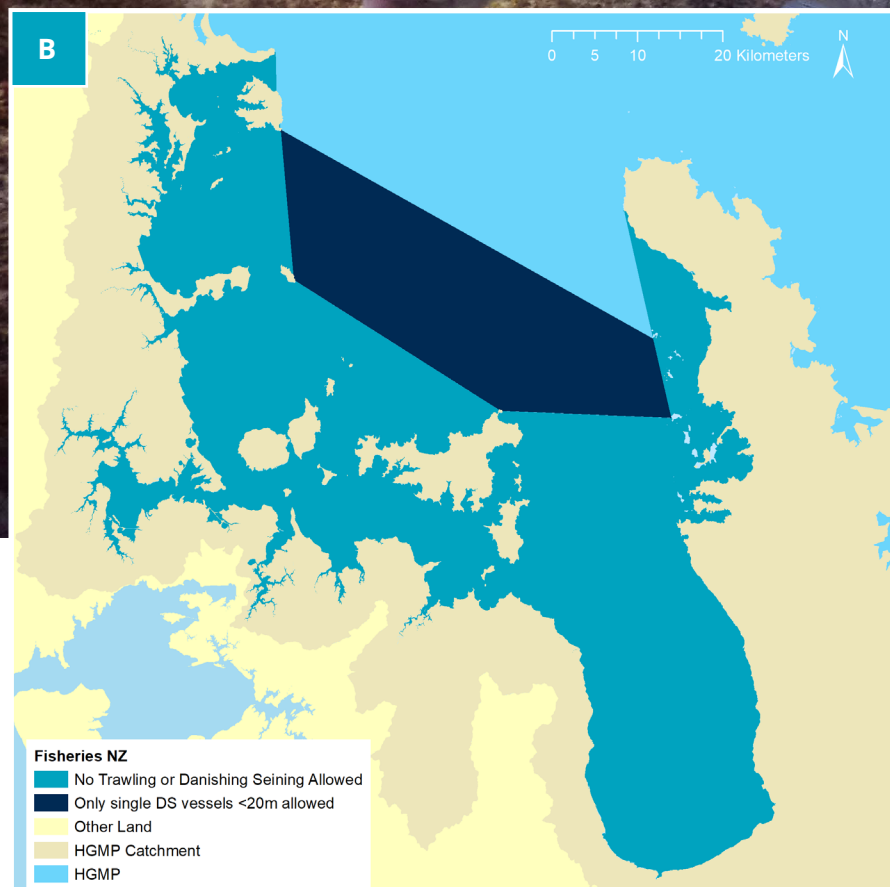 B
0 5 10 20 Kilometers
N
Fisheries NZ
No Trawling or Danishing Seining Allowed
Only single DS vessels <20m allowed
Other Land
HGMP Catchment
HGMP